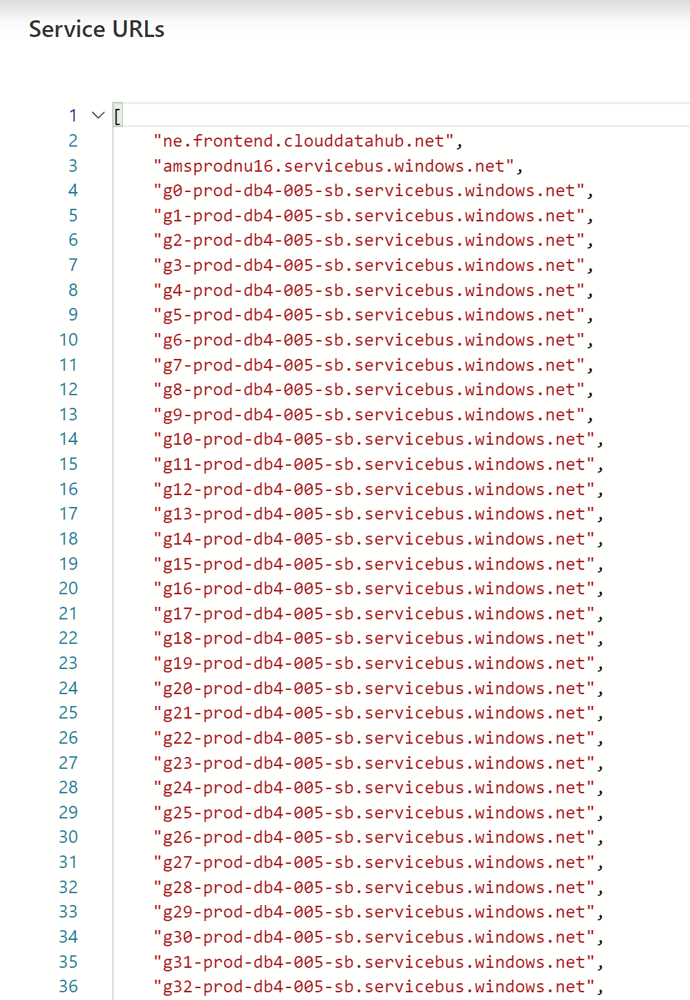 Service URLs
1 [
2 "ne.frontend.clouddatahub.net",
3 "amsprodnu16.servicebus.windows.net",
4 "g0-prod-db4-005-sb.servicebus.windows.net",
5 "g1-prod-db4-005-sb.servicebus.windows.net",
6 "g2-prod-db4-005-sb.servicebus.windows.net",
7 "g3-prod-db4-005-sb.servicebus.windows.net",
8 "g4-prod-db4-005-sb.servicebus.windows.net",
9 "g5-prod-db4-005-sb.servicebus.windows.net",
10 "g6-prod-db4-005-sb.servicebus.windows.net",
11 "g7-prod-db4-005-sb.servicebus.windows.net",
12 "g8-prod-db4-005-sb.servicebus.windows.net",
13 "g9-prod-db4-005-sb.servicebus.windows.net",
14 "g10-prod-db4-005-sb.servicebus.windows.net",
15 "g11-prod-db4-005-sb.servicebus.windows.net",
16 "g12-prod-db4-005-sb.servicebus.windows.net",
17 "g13-prod-db4-005-sb.servicebus.windows.net",
18 "g14-prod-db4-005-sb.servicebus.windows.net",
19 "g15-prod-db4-005-sb.servicebus.windows.net",
20 "g16-prod-db4-005-sb.servicebus.windows.net",
21 "g17-prod-db4-005-sb.servicebus.windows.net",
22 "g18-prod-db4-005-sb.servicebus.windows.net",
23 "g19-prod-db4-005-sb.servicebus.windows.net",
24 "g20-prod-db4-005-sb.servicebus.windows.net",
25 "g21-prod-db4-005-sb.servicebus.windows.net",
26 "g22-prod-db4-005-sb.servicebus.windows.net",
27 "g23-prod-db4-005-sb.servicebus.windows.net",
28 "g24-prod-db4-005-sb.servicebus.windows.net",
29 "g25-prod-db4-005-sb.servicebus.windows.net",
30 "g26-prod-db4-005-sb.servicebus.windows.net",
31 "g27-prod-db4-005-sb.servicebus.windows.net",
32 "g28-prod-db4-005-sb.servicebus.windows.net",
33 "g29-prod-db4-005-sb.servicebus.windows.net",
34 "g30-prod-db4-005-sb.servicebus.windows.net",
35 "g31-prod-db4-005-sb.servicebus.windows.net",
36 "g32-prod-db4-005-sb.servicebus.windows.net",